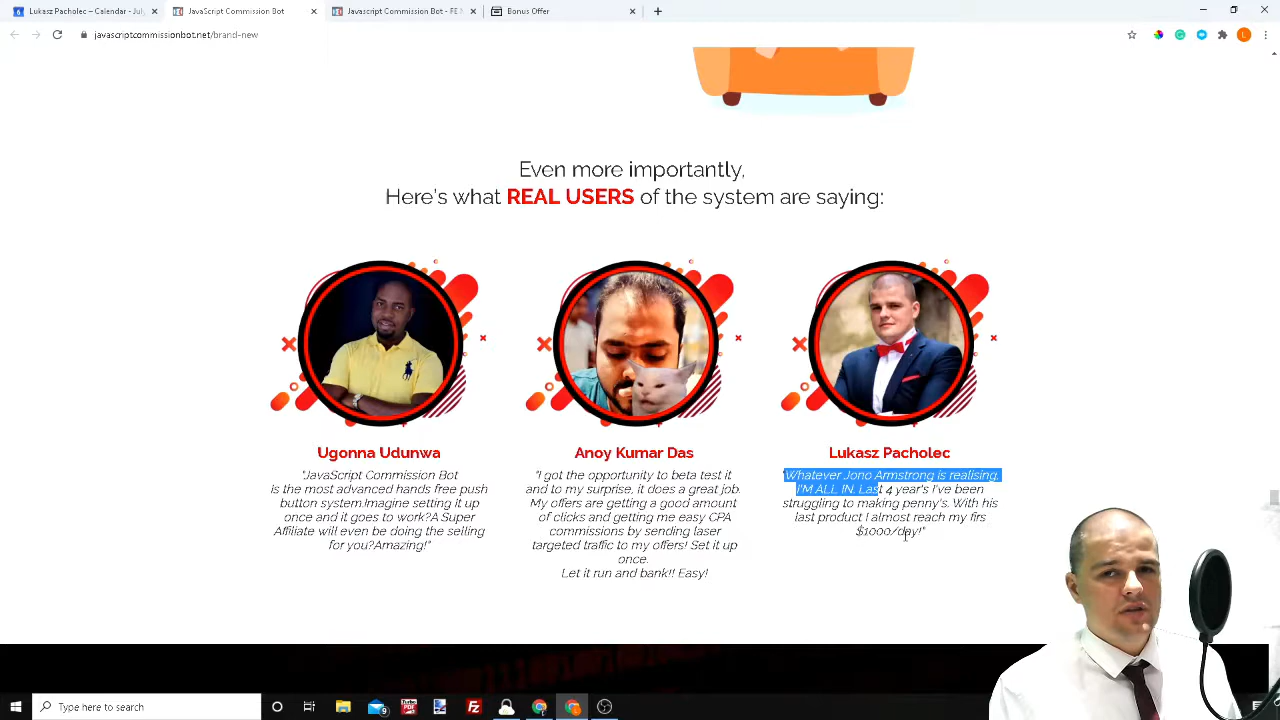 Lukasz Pacholec – Calendar - July
JavaScript Commission Bot
Javascript Commission Bot - FE M
Bonus Offer
javascriptcommissionbot.net/brand-new
L
Even more importantly,
Here's what REAL USERS of the system are saying:
Ugonna Udunwa
"JavaScript Commission Bot
is the most advanced hands free push
button system.Imagine setting it up
once and it goes to work?A Super
Affiliate will even be doing the selling
for you?Amazing!"
Anoy Kumar Das
"I got the opportunity to beta test it
and to my surprise, it does a great job.
My offers are getting a good amount
of clicks and getting me easy CPA
commissions by sending laser
targeted traffic to my offers! Set it up
once.
Let it run and bank!! Easy!
Lukasz Pacholec
"Whatever Jono Armstrong is realising,
I'M ALL IN. Last 4 year's I've been
struggling to making penny's. With his
last product I almost reach my firs
$1000/day!"
Type here to search
9